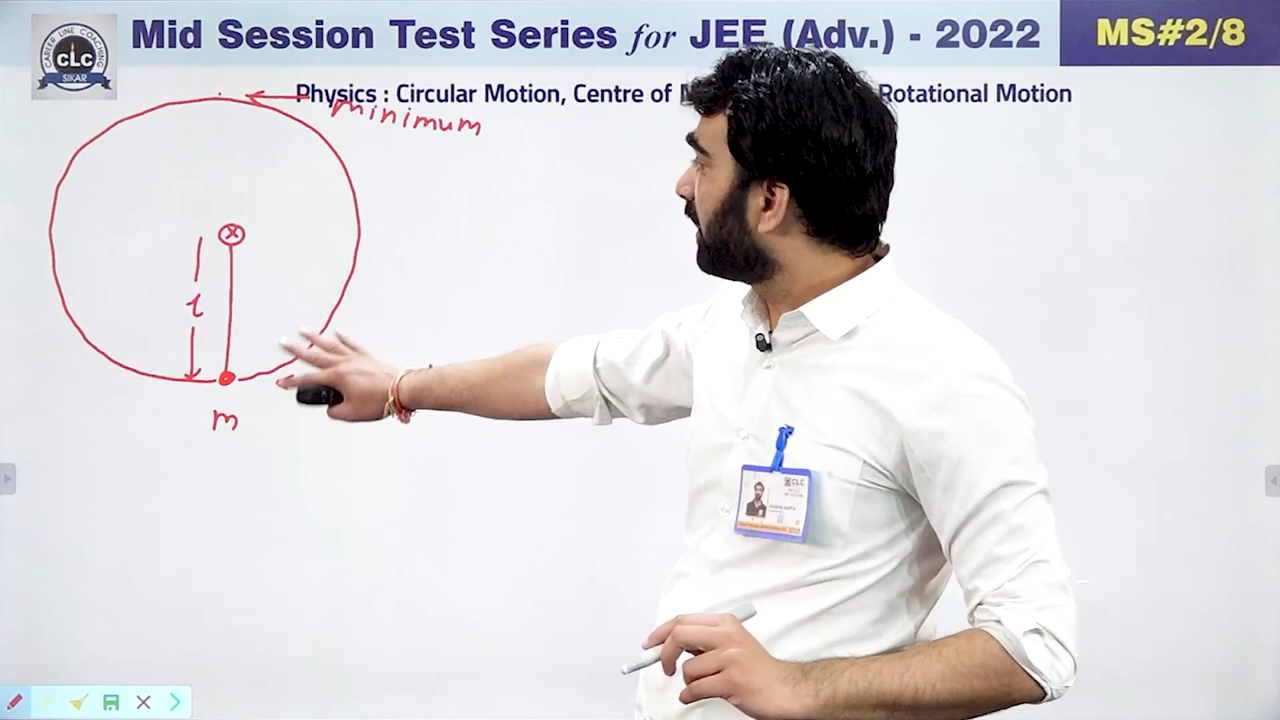 Mid Session Test Series for JEE (Adv.) - 2022
MS#2/8
CAREER LINE COACHING
CLC
SIKAR
Physics : Circular Motion, Centre of M Rotational Motion
minimum
l
m
CLC